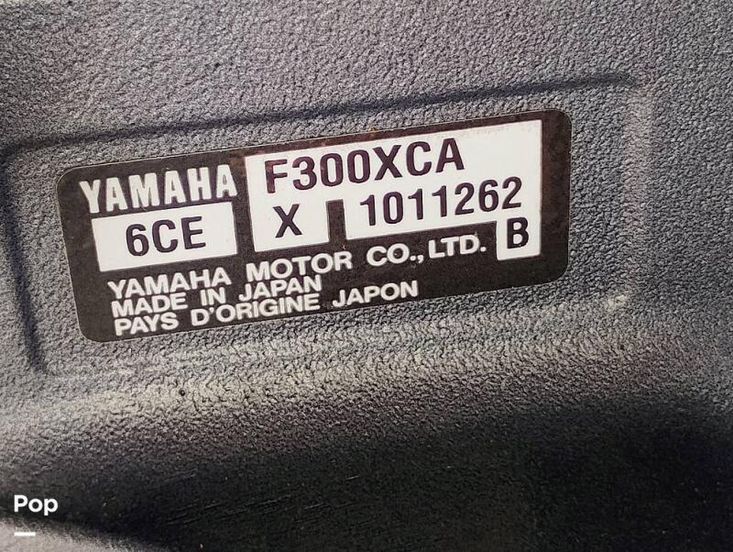 YAMAHA F300XCA
6CE X 1011262 B
YAMAHA MOTOR CO., LTD.
MADE IN JAPAN
PAYS D'ORIGINE JAPON
Pop